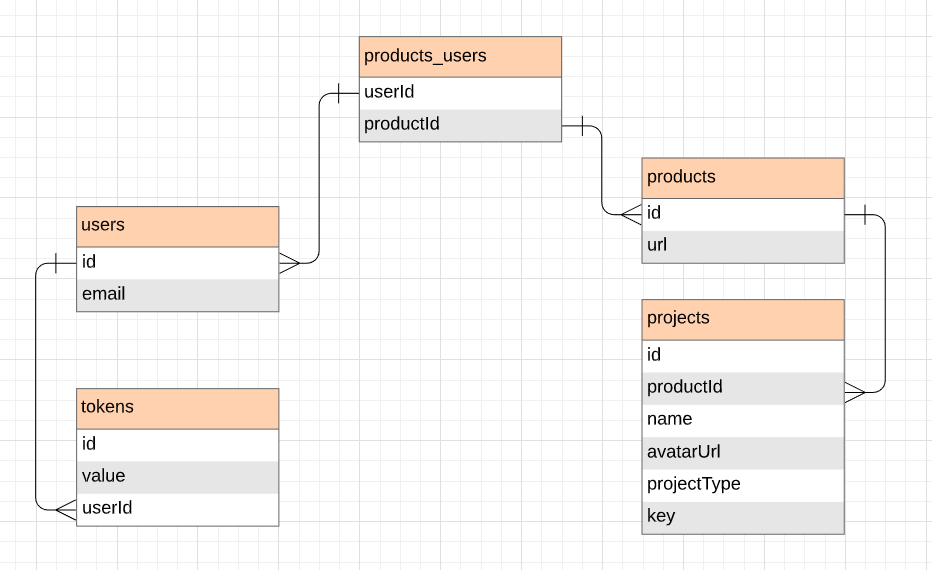 products_users
userId
productId
products
id
url
users
id
email
projects
id
productId
name
avatarUrl
projectType
key
tokens
id
value
userId